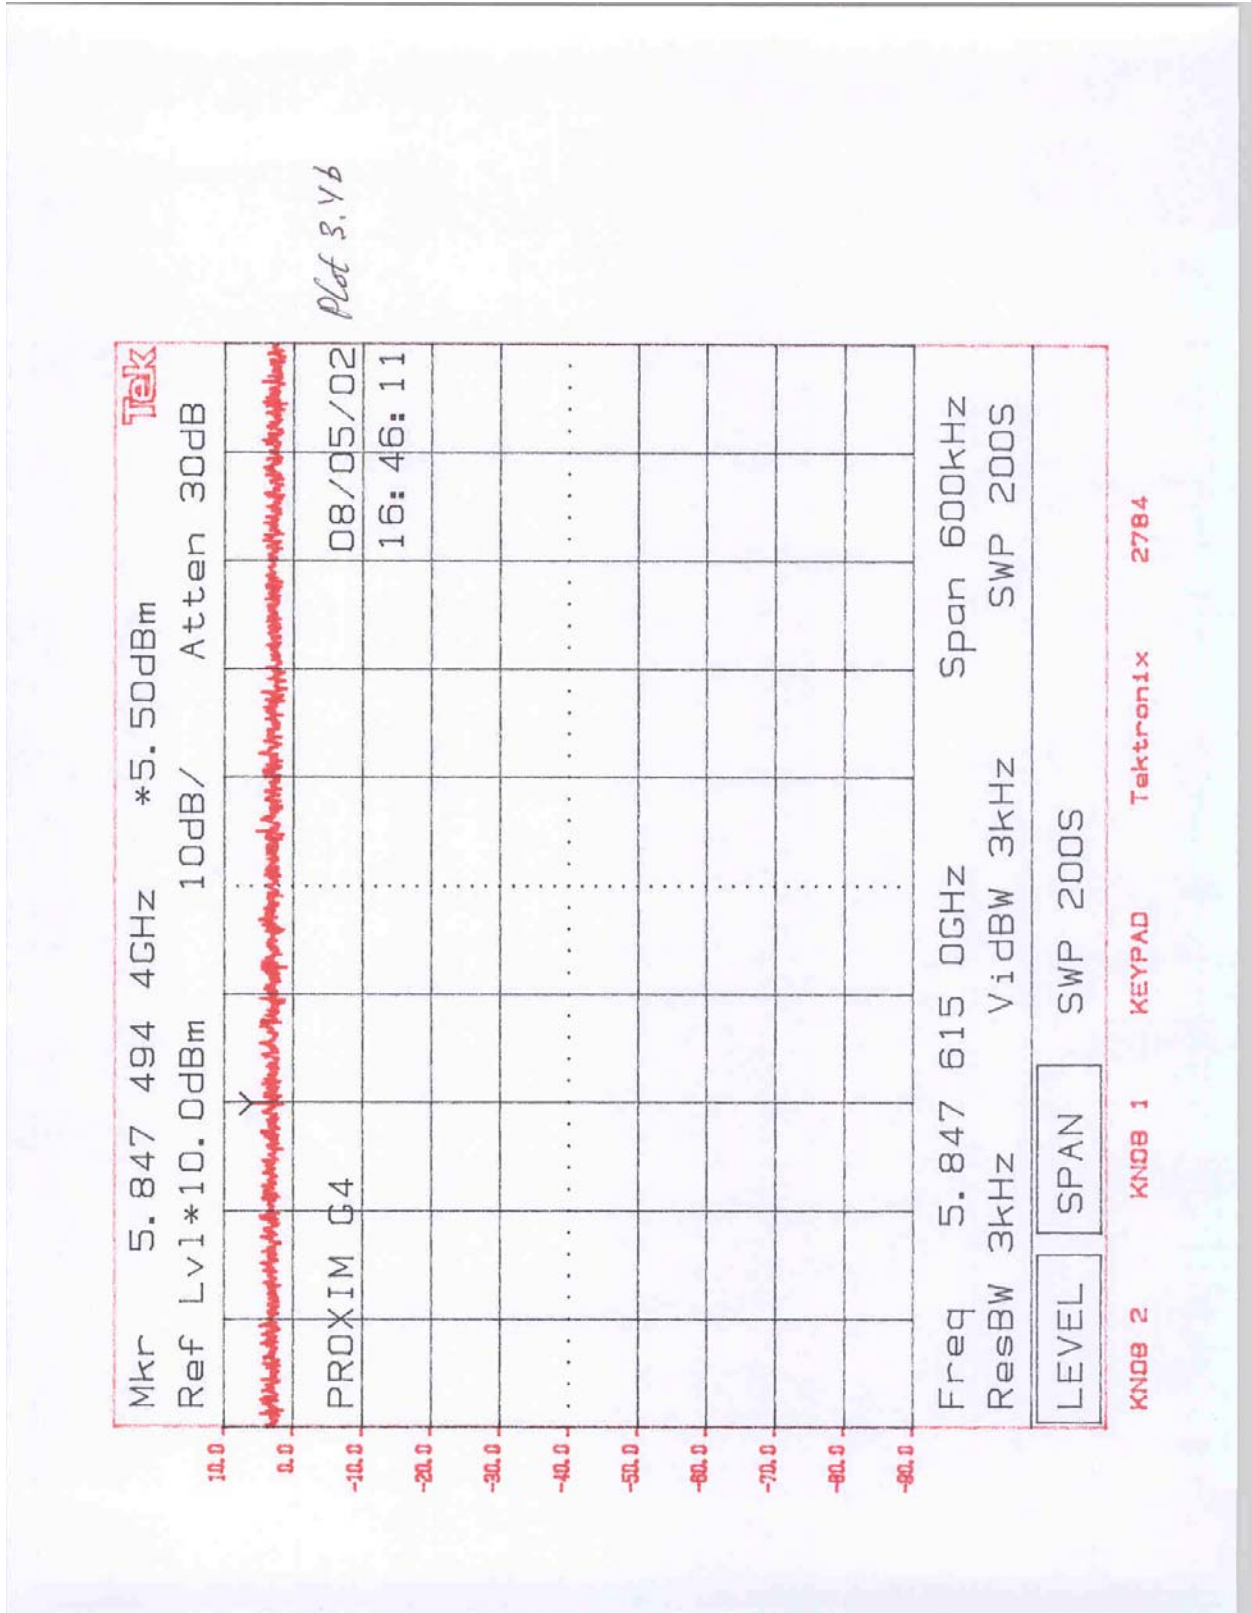 Mkr 5.847 494 4GHz *5.50dBm Tek
Ref Lvl*10.0dBm 10dB/ Atten 30dB
10.0
0.0
PROXIM G4 08/05/02 Plot 3.4b
-10.0
16:46:11
-20.0
-30.0
-40.0
-50.0
-60.0
-70.0
-80.0
-90.0
Freq 5.847 615 0GHz Span 600kHz
ResBW 3kHz VidBW 3kHz SWP 200S
LEVEL SPAN SWP 200S
KNOB 2 KNOB 1 KEYPAD Tektronix 2784